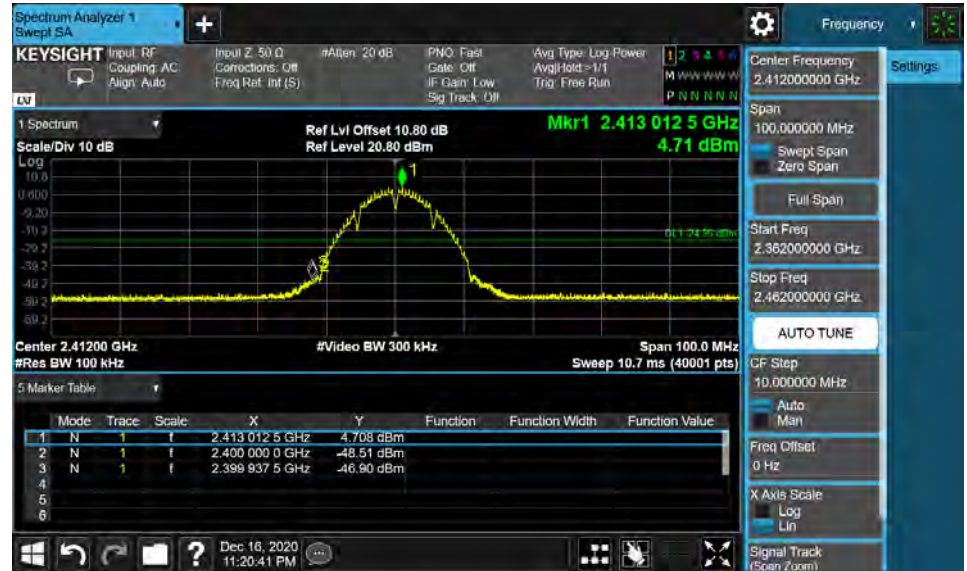 Spectrum Analyzer 1
Swept SA
+
Frequency
KEYSIGHT
Input: RF
Coupling: AC
Align: Auto
Input Z: 50 Ω
Corrections: Off
Freq Ref: Int (S)
#Atten: 20 dB
PNO: Fast
Gate: Off
IF Gain: Low
Sig Track: Off
Avg Type: Log-Power
Avg|Hold:>1/1
Trig: Free Run
1 2 3 4 5 6
M W W W W W
P N N N N N
LXI
1 Spectrum
Scale/Div 10 dB
Ref Lvl Offset 10.80 dB
Ref Level 20.80 dBm
Mkr1 2.413 012 5 GHz
4.71 dBm
Log
10.8
0.800
-9.20
-19.2
-29.2
-39.2
-49.2
-59.2
-69.2
1
Center 2.41200 GHz
#Res BW 100 kHz
#Video BW 300 kHz
Span 100.0 MHz
Sweep 10.7 ms (40001 pts)
5 Marker Table
Mode Trace Scale X Y Function Function Width Function Value
1 N 1 f 2.413 012 5 GHz 4.708 dBm
2 N 1 f 2.400 000 0 GHz -48.51 dBm
3 N 1 f 2.399 937 5 GHz -46.90 dBm
4
5
6
?
Dec 16, 2020
11:20:41 PM
Center Frequency
2.412000000 GHz
Span
100.000000 MHz
Swept Span
Zero Span
Full Span
Start Freq
2.362000000 GHz
Stop Freq
2.462000000 GHz
AUTO TUNE
CF Step
10.000000 MHz
Auto
Man
Freq Offset
0 Hz
X Axis Scale
Log
Lin
Signal Track
(Span Zoom)
Settings